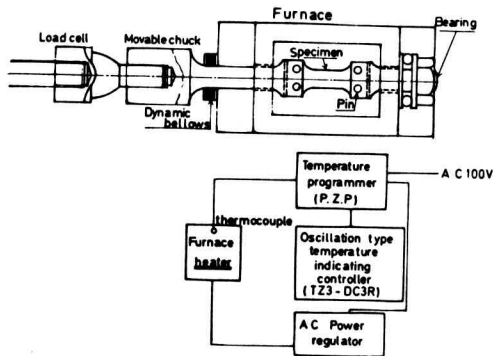 Furnace
Bearing
Load cell
Movable chuck
Specimen
Dynamic
bellows
Pin
Temperature
programmer
(P.Z.P)
AC 100V
thermocouple
Furnace
heater
Oscillation type
temperature
indicating
controller
(TZ3-DC3R)
AC Power
regulator